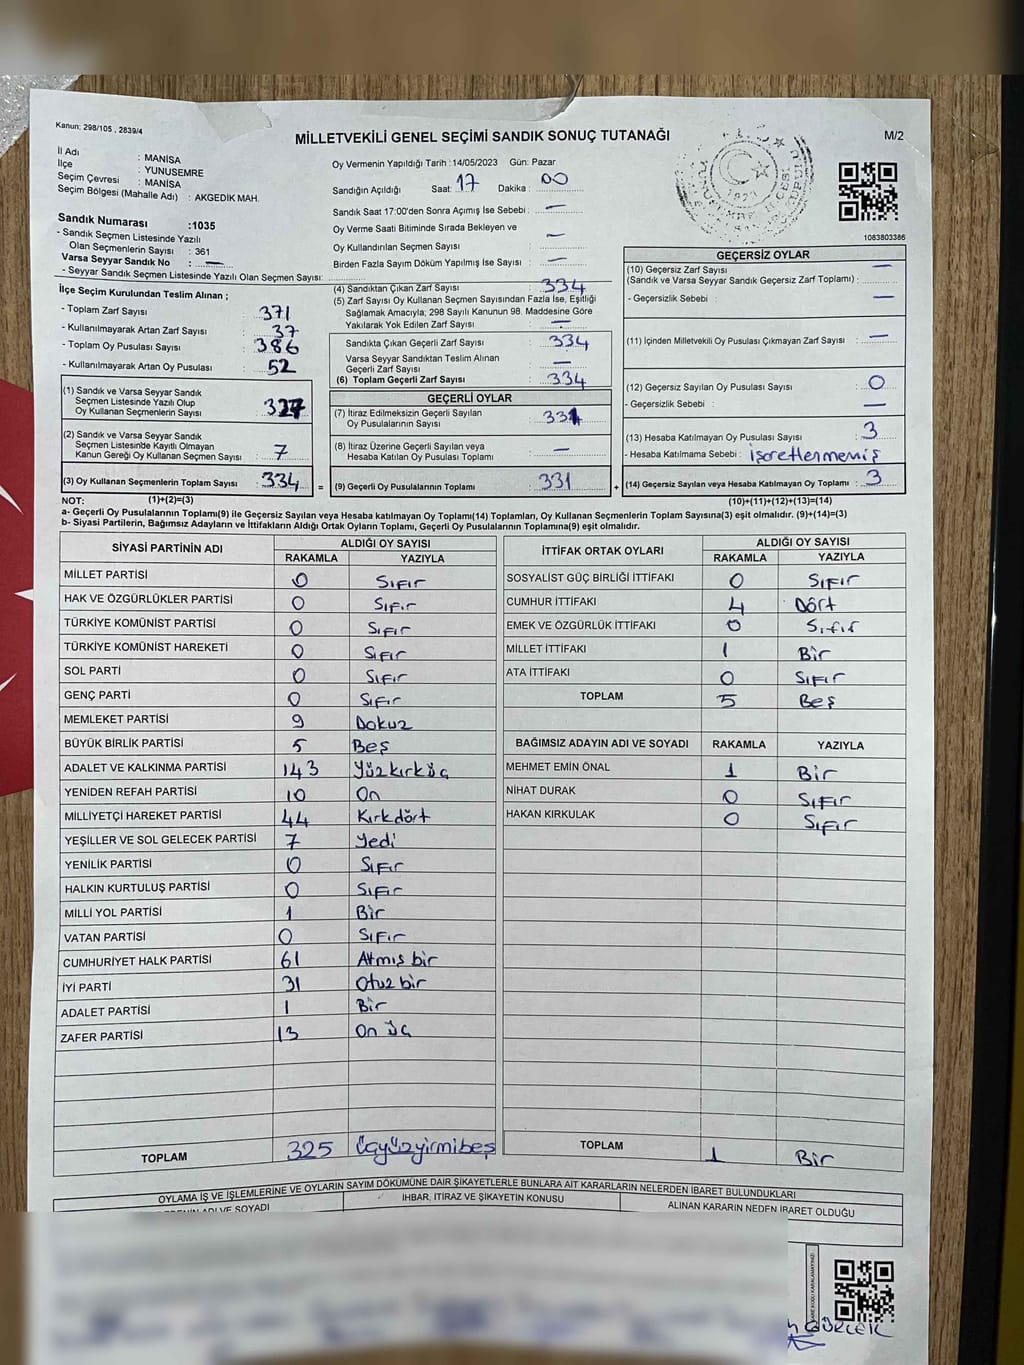 Kanun; 298/105 , 2839/4
MİLLETVEKİLİ GENEL SEÇİMİ SANDIK SONUÇ TUTANAĞI
M/2
İl Adı : MANİSA
İlçe : YUNUSEMRE
Seçim Çevresi : MANİSA
Seçim Bölgesi (Mahalle Adı) : AKGEDİK MAH.
Sandık Numarası :1035
- Sandık Seçmen Listesinde Yazılı
Olan Seçmenlerin Sayısı : 361
Varsa Seyyar Sandık No : —
- Seyyar Sandık Seçmen Listesinde Yazılı Olan Seçmen Sayısı:
Oy Vermenin Yapıldığı Tarih :14/05/2023 Gün: Pazar
Sandığın Açıldığı Saat: 17 Dakika : 00
Sandık Saat 17:00'den Sonra Açımış İse Sebebi : —
Oy Verme Saati Bitiminde Sırada Bekleyen ve
Oy Kullandırılan Seçmen Sayısı —
Birden Fazla Sayım Döküm Yapılmış İse Sayısı : —
1083803386
İlçe Seçim Kurulundan Teslim Alınan ;
- Toplam Zarf Sayısı : 371
- Kullanılmayarak Artan Zarf Sayısı : 37
- Toplam Oy Pusulası Sayısı : 386
- Kullanılmayarak Artan Oy Pusulası : 52
(1) Sandık ve Varsa Seyyar Sandık
Seçmen Listesinde Yazılı Olup
Oy Kullanan Seçmenlerin Sayısı : 327
(2) Sandık ve Varsa Seyyar Sandık
Seçmen Listesinde Kayıtlı Olmayan
Kanun Gereği Oy Kullanan Seçmen Sayısı : 7
(3) Oy Kullanan Seçmenlerin Toplam Sayısı : 334
(4) Sandıktan Çıkan Zarf Sayısı : 334
(5) Zarf Sayısı Oy Kullanan Seçmen Sayısından Fazla İse, Eşitliği
Sağlamak Amacıyla; 298 Sayılı Kanunun 98. Maddesine Göre
Yakılarak Yok Edilen Zarf Sayısı : —
Sandıkta Çıkan Geçerli Zarf Sayısı : 334
Varsa Seyyar Sandıktan Teslim Alınan
Geçerli Zarf Sayısı : —
(6) Toplam Geçerli Zarf Sayısı : 334
GEÇERLİ OYLAR
(7) İtiraz Edilmeksizin Geçerli Sayılan
Oy Pusulalarının Sayısı : 331
(8) İtiraz Üzerine Geçerli Sayılan veya
Hesaba Katılan Oy Pusulası Toplamı : —
= (9) Geçerli Oy Pusulalarının Toplamı : 331 +
GEÇERSİZ OYLAR
(10) Geçersiz Zarf Sayısı —
(Sandık ve Varsa Seyyar Sandık Geçersiz Zarf Toplamı) :
- Geçersizlik Sebebi : —
(11) İçinden Milletvekili Oy Pusulası Çıkmayan Zarf Sayısı : —
(12) Geçersiz Sayılan Oy Pusulası Sayısı : 0
- Geçersizlik Sebebi : —
(13) Hesaba Katılmayan Oy Pusulası Sayısı : 3
- Hesaba Katılmama Sebebi : İşaretlenmemiş
(14) Geçersiz Sayılan veya Hesaba Katılmayan Oy Toplamı : 3
NOT: (1)+(2)=(3)
(10)+(11)+(12)+(13)=(14)
a- Geçerli Oy Pusulalarının Toplamı(9) ile Geçersiz Sayılan veya Hesaba katılmayan Oy Toplamı(14) Toplamları, Oy Kullanan Seçmenlerin Toplam Sayısına(3) eşit olmalıdır. (9)+(14)=(3)
b- Siyasi Partilerin, Bağımsız Adayların ve İttifakların Aldığı Ortak Oyların Toplamı, Geçerli Oy Pusulalarının Toplamına(9) eşit olmalıdır.
SİYASİ PARTİNİN ADI ALDIĞI OY SAYISI
RAKAMLA YAZIYLA
MİLLET PARTİSİ 0 Sıfır
HAK VE ÖZGÜRLÜKLER PARTİSİ 0 Sıfır
TÜRKİYE KOMÜNİST PARTİSİ 0 Sıfır
TÜRKİYE KOMÜNİST HAREKETİ 0 Sıfır
SOL PARTİ 0 Sıfır
GENÇ PARTİ 0 Sıfır
MEMLEKET PARTİSİ 9 Dokuz
BÜYÜK BİRLİK PARTİSİ 5 Beş
ADALET VE KALKINMA PARTİSİ 143 Yüzkırküç
YENİDEN REFAH PARTİSİ 10 On
MİLLİYETÇİ HAREKET PARTİSİ 44 Kırkdört
YEŞİLLER VE SOL GELECEK PARTİSİ 7 Yedi
YENİLİK PARTİSİ 0 Sıfır
HALKIN KURTULUŞ PARTİSİ 0 Sıfır
MİLLİ YOL PARTİSİ 1 Bir
VATAN PARTİSİ 0 Sıfır
CUMHURİYET HALK PARTİSİ 61 Atmış bir
İYİ PARTİ 31 Otuz bir
ADALET PARTİSİ 1 Bir
ZAFER PARTİSİ 13 On üç
TOPLAM 325 Üçyüzyirmibeş
İTTİFAK ORTAK OYLARI ALDIĞI OY SAYISI
RAKAMLA YAZIYLA
SOSYALİST GÜÇ BİRLİĞİ İTTİFAKI 0 Sıfır
CUMHUR İTTİFAKI 4 Dört
EMEK VE ÖZGÜRLÜK İTTİFAKI 0 Sıfır
MİLLET İTTİFAKI 1 Bir
ATA İTTİFAKI 0 Sıfır
TOPLAM 5 Beş
BAĞIMSIZ ADAYIN ADI VE SOYADI RAKAMLA YAZIYLA
MEHMET EMİN ÖNAL 1 Bir
NİHAT DURAK 0 Sıfır
HAKAN KIRKULAK 0 Sıfır
TOPLAM 1 Bir
OYLAMA İŞ VE İŞLEMLERİNE VE OYLARIN SAYIM DÖKÜMÜNE DAİR ŞİKAYETLERLE BUNLARA AİT KARARLARIN NELERDEN İBARET BULUNDUKLARI
ADI VE SOYADI
İHBAR, İTİRAZ VE ŞİKAYETİN KONUSU
ALINAN KARARIN NEDEN İBARET OLDUĞU